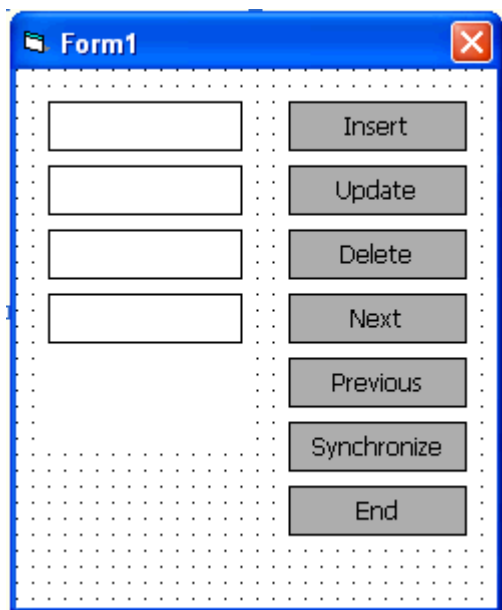 Form1
Insert
Update
Delete
Next
Previous
Synchronize
End